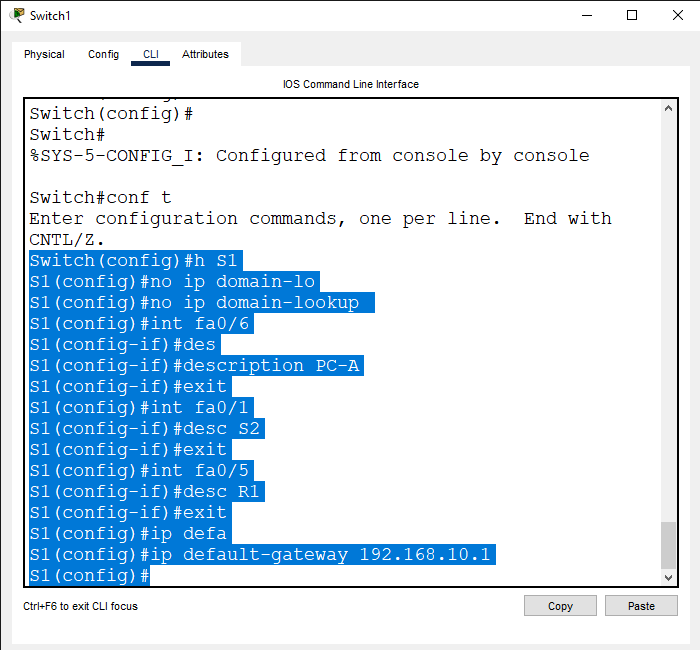 Switch1
Physical Config CLI Attributes
IOS Command Line Interface
Switch(config)#
Switch#
%SYS-5-CONFIG_I: Configured from console by console
Switch#conf t
Enter configuration commands, one per line.  End with
CNTL/Z.
Switch(config)#h S1
S1(config)#no ip domain-lo
S1(config)#no ip domain-lookup
S1(config)#int fa0/6
S1(config-if)#des
S1(config-if)#description PC-A
S1(config-if)#exit
S1(config)#int fa0/1
S1(config-if)#desc S2
S1(config-if)#exit
S1(config)#int fa0/5
S1(config-if)#desc R1
S1(config-if)#exit
S1(config)#ip defa
S1(config)#ip default-gateway 192.168.10.1
S1(config)#
Ctrl+F6 to exit CLI focus
Copy Paste